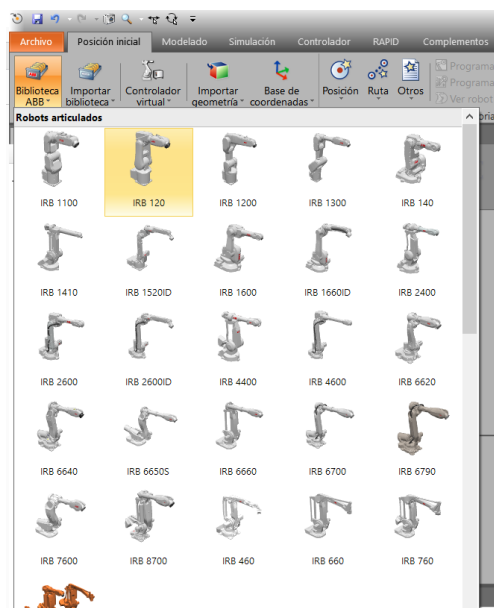 Archivo Posición inicial Modelado Simulación Controlador RAPID Complementos
Biblioteca ABB Importar biblioteca Controlador virtual Importar geometría Base de coordenadas Posición Ruta Otros
Programa
Programa
Ver robot
Robots articulados
IRB 1100 IRB 120 IRB 1200 IRB 1300 IRB 140
IRB 1410 IRB 1520ID IRB 1600 IRB 1660ID IRB 2400
IRB 2600 IRB 2600ID IRB 4400 IRB 4600 IRB 6620
IRB 6640 IRB 6650S IRB 6660 IRB 6700 IRB 6790
IRB 7600 IRB 8700 IRB 460 IRB 660 IRB 760